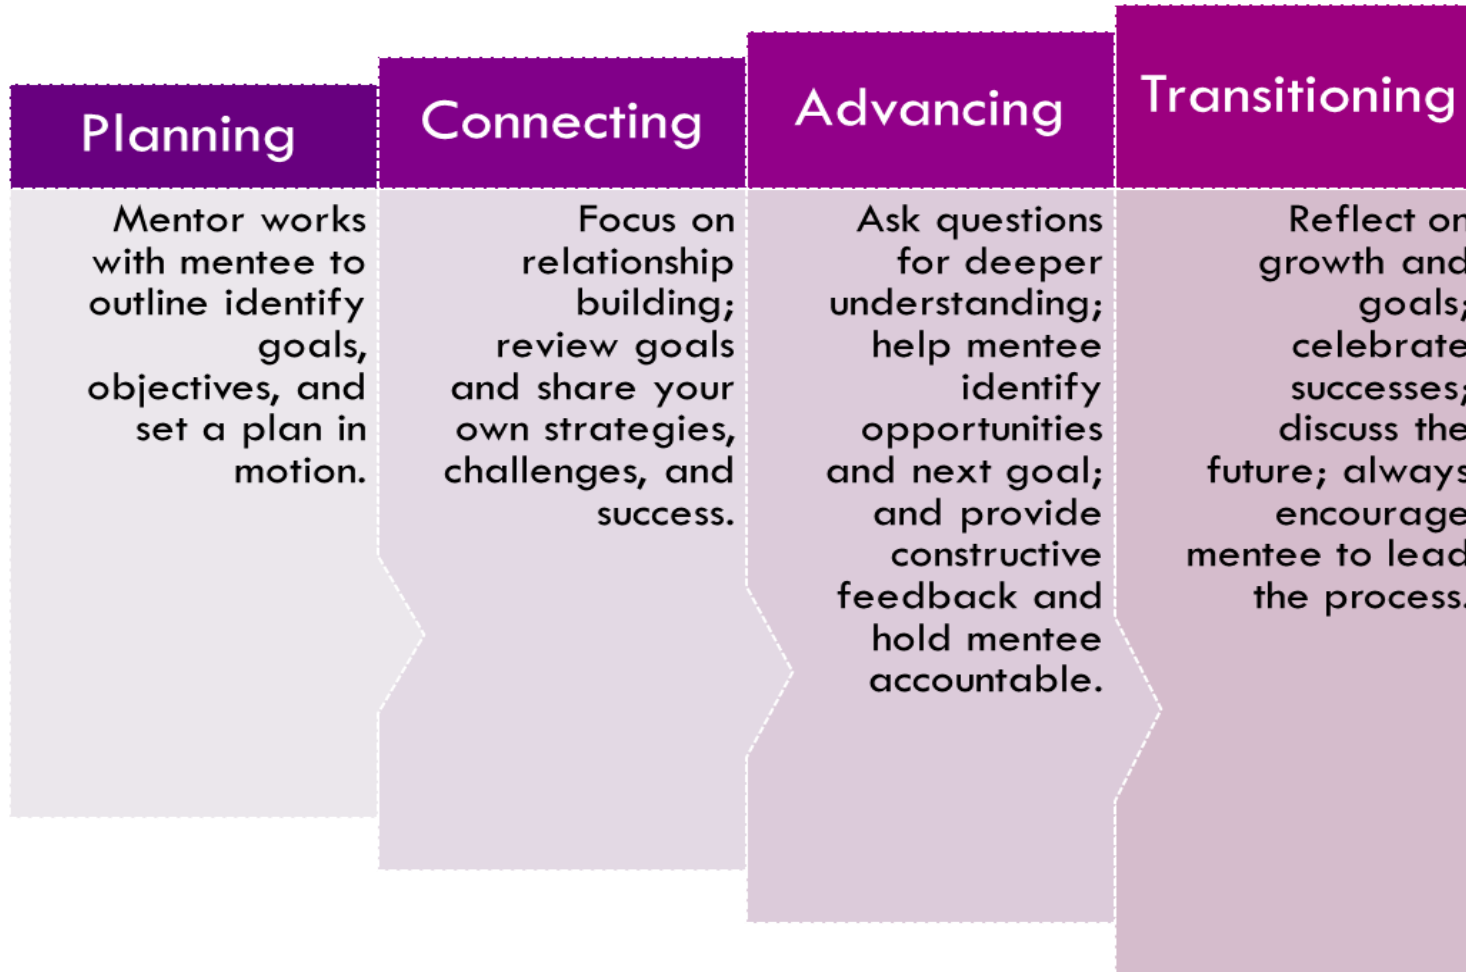 Planning
Mentor works
with mentee to
outline identify
goals,
objectives, and
set a plan in
motion.
Connecting
Focus on
relationship
building;
review goals
and share your
own strategies,
challenges, and
success.
Advancing
Ask questions
for deeper
understanding;
help mentee
identify
opportunities
and next goal;
and provide
constructive
feedback and
hold mentee
accountable.
Transitioning
Reflect on
growth and
goals;
celebrate
successes;
discuss the
future; always
encourage
mentee to lead
the process.